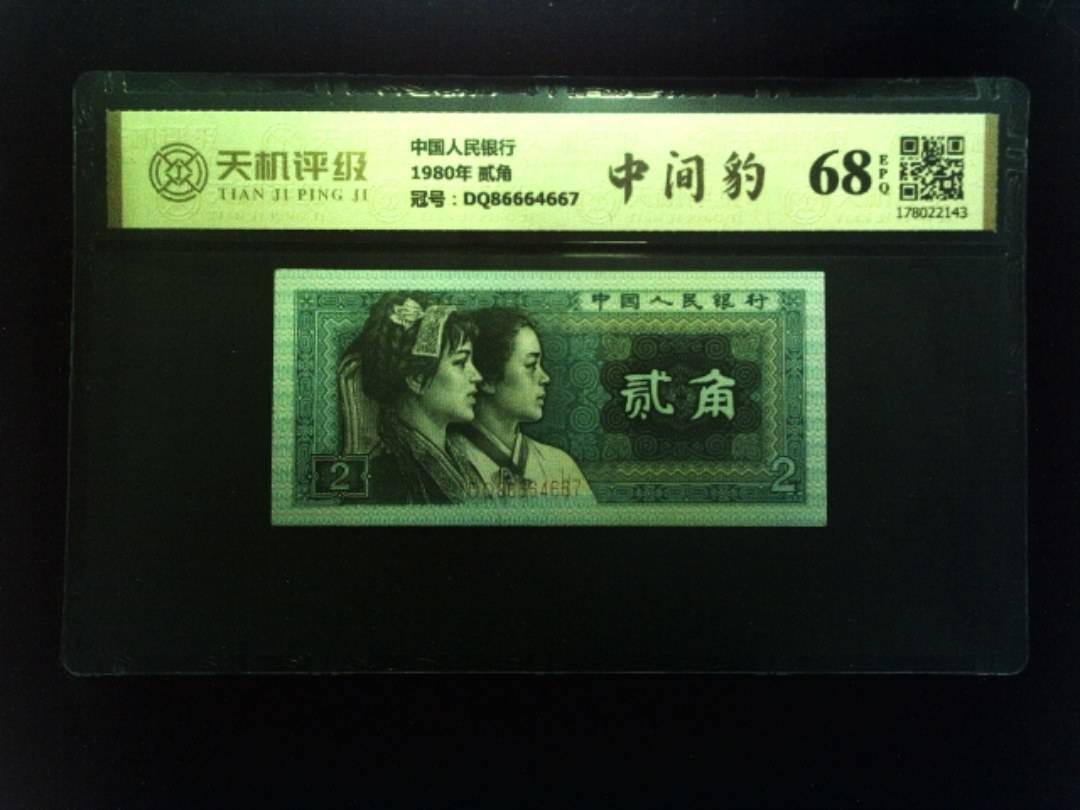 天机评级
TIAN JI PING JI
中国人民银行
1980年 贰角
冠号：DQ86664667
中间豹
68
EPQ
178022143
中国人民银行
贰角
2
2
DQ86664667